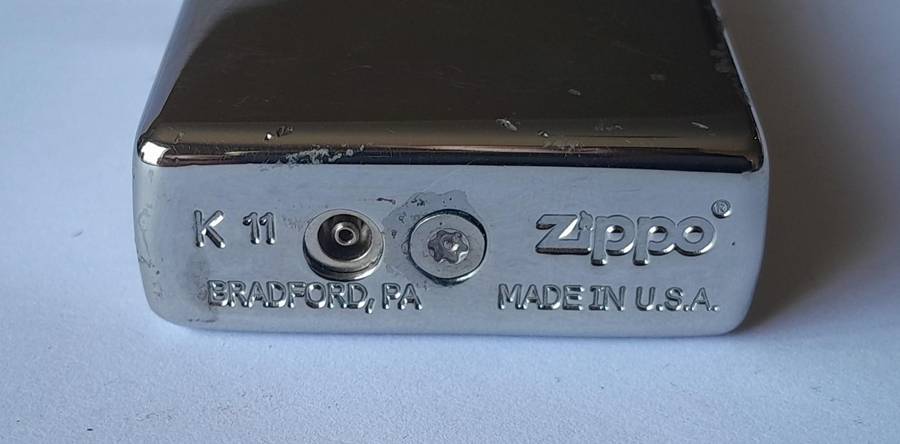 K 11 Zippo®
BRADFORD, PA MADE IN U.S.A.